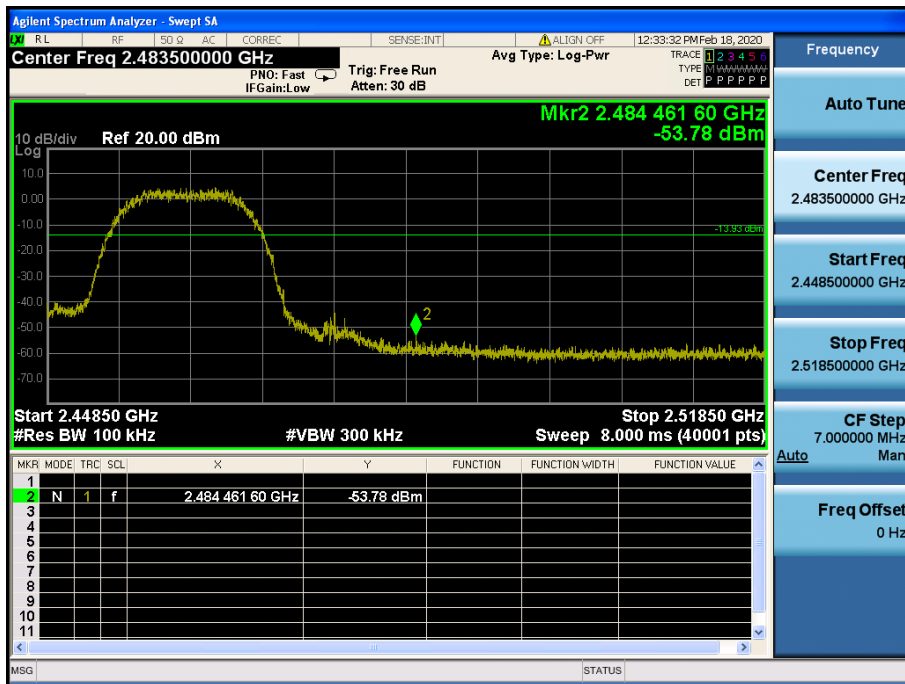 Agilent Spectrum Analyzer - Swept SA
LXI RL RF 50 Ω AC CORREC SENSE:INT ALIGN OFF 12:33:32 PM Feb 18, 2020
Center Freq 2.483500000 GHz
PNO: Fast
IFGain:Low
Trig: Free Run
Atten: 30 dB
Avg Type: Log-Pwr
TRACE 1 2 3 4 5 6
TYPE M W W W W W
DET P P P P P P
Mkr2 2.484 461 60 GHz
-53.78 dBm
10 dB/div Ref 20.00 dBm
Log
10.0
0.00
-10.0
-13.93 dBm
-20.0
-30.0
-40.0
-50.0
2
-60.0
-70.0
Start 2.44850 GHz Stop 2.51850 GHz
#Res BW 100 kHz #VBW 300 kHz Sweep 8.000 ms (40001 pts)
MKR MODE TRC SCL X Y FUNCTION FUNCTION WIDTH FUNCTION VALUE
1
2 N 1 f 2.484 461 60 GHz -53.78 dBm
3
4
5
6
7
8
9
10
11
MSG STATUS
Frequency
Auto Tune
Center Freq
2.483500000 GHz
Start Freq
2.448500000 GHz
Stop Freq
2.518500000 GHz
CF Step
7.000000 MHz
Auto Man
Freq Offset
0 Hz